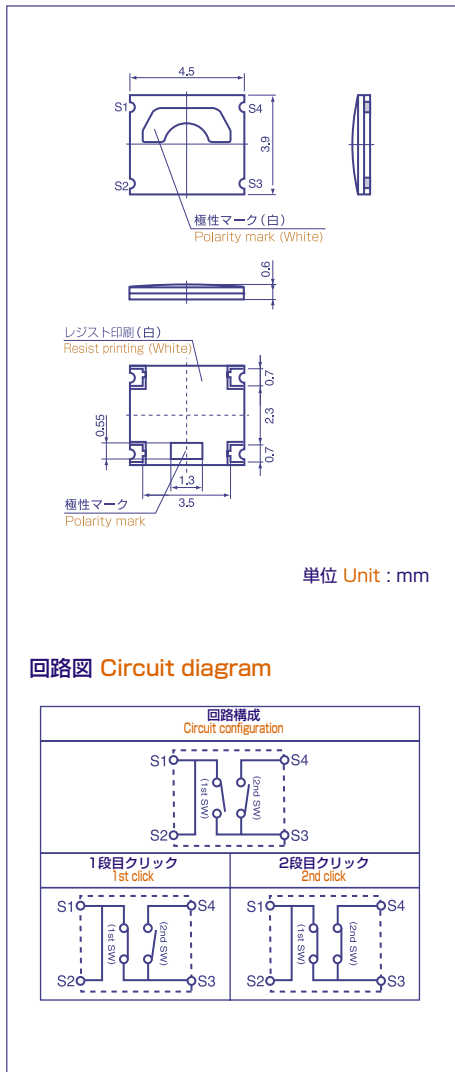 4.5
S1
S4
3.9
S2
S3
極性マーク(白)
Polarity mark (White)
0.6
レジスト印刷(白)
Resist printing (White)
0.7
2.3
0.55
0.7
1.3
3.5
極性マーク
Polarity mark
単位 Unit : mm
回路図 Circuit diagram
回路構成
Circuit configuration
S1
S4
(1st SW)
(2nd SW)
S2
S3
1段目クリック
1st click
2段目クリック
2nd click
S1
S4
(1st SW)
(2nd SW)
S2
S3
S1
S4
(1st SW)
(2nd SW)
S2
S3